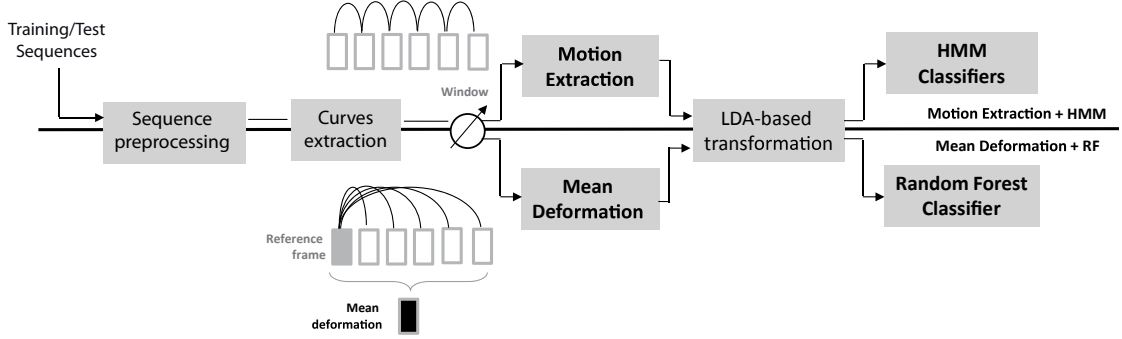 Training/Test
Sequences
Sequence
preprocessing
Curves
extraction
Window
Motion
Extraction
Mean
Deformation
LDA-based
transformation
HMM
Classifiers
Motion Extraction + HMM
Mean Deformation + RF
Random Forest
Classifier
Reference
frame
Mean
deformation